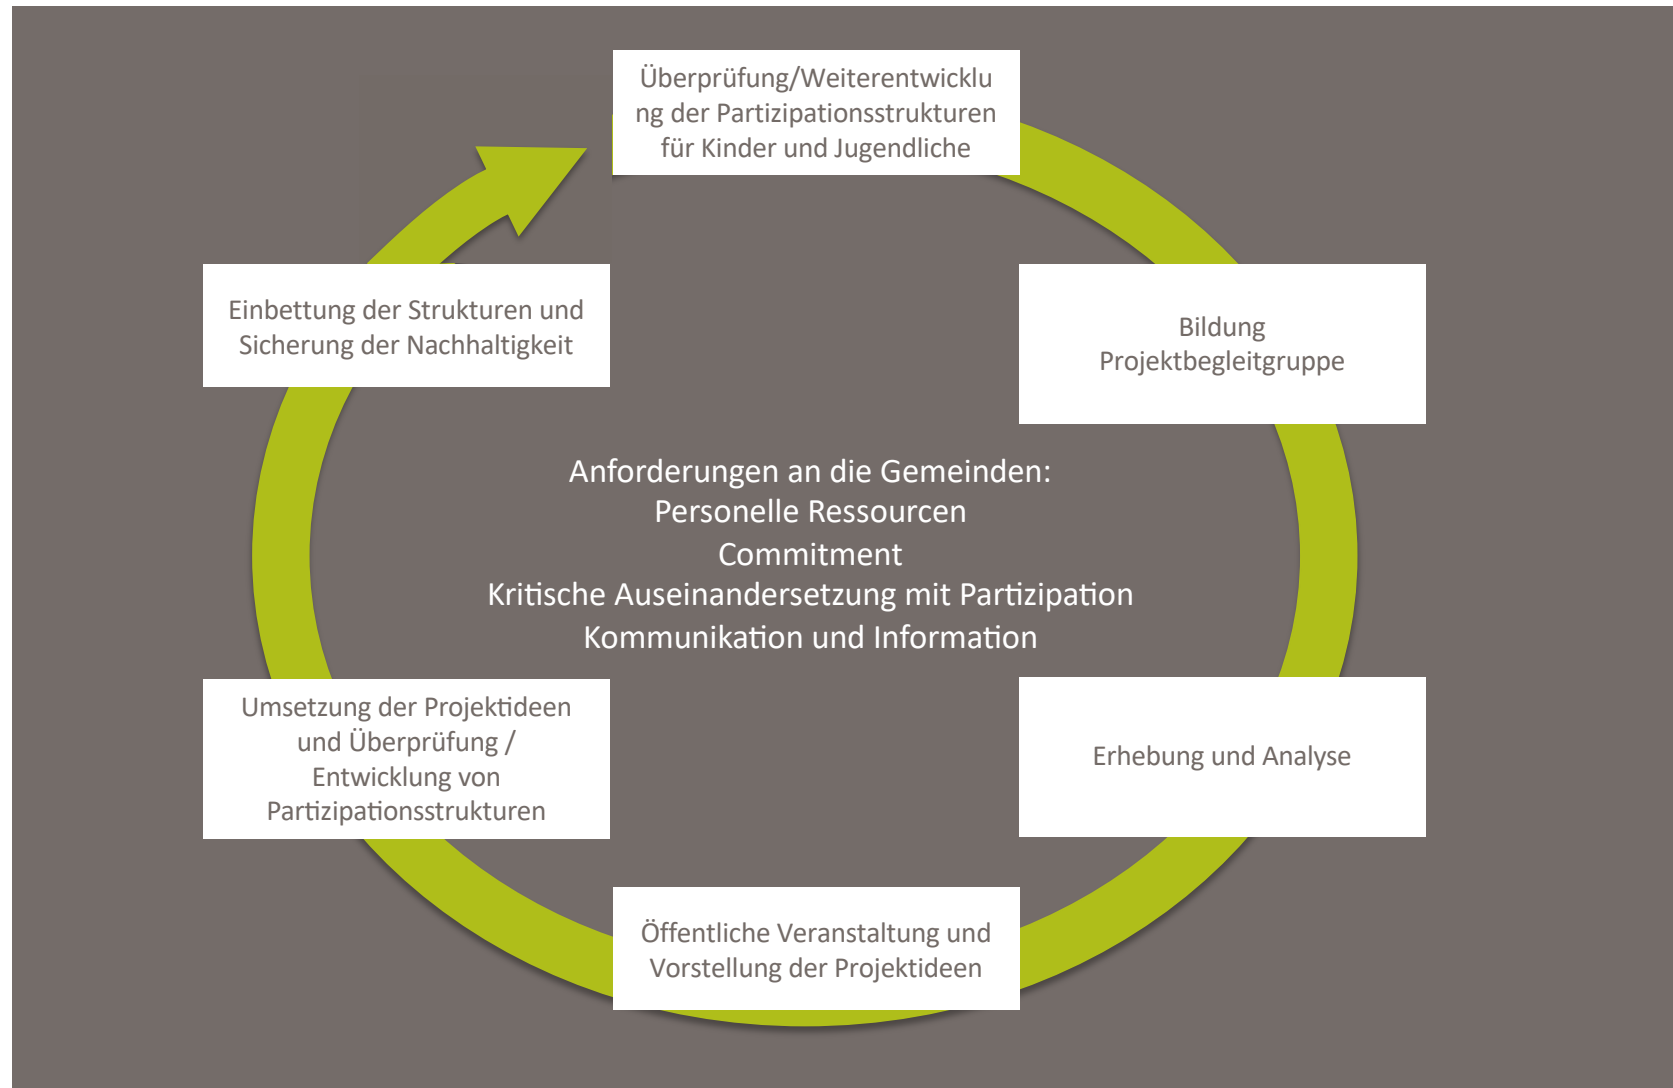 Überprüfung/Weiterentwicklu
ng der Partizipationsstrukturen
für Kinder und Jugendliche
Bildung
Projektbegleitgruppe
Erhebung und Analyse
Öffentliche Veranstaltung und
Vorstellung der Projektideen
Umsetzung der Projektideen
und Überprüfung /
Entwicklung von
Partizipationsstrukturen
Einbettung der Strukturen und
Sicherung der Nachhaltigkeit
Anforderungen an die Gemeinden:
Personelle Ressourcen
Commitment
Kritische Auseinandersetzung mit Partizipation
Kommunikation und Information